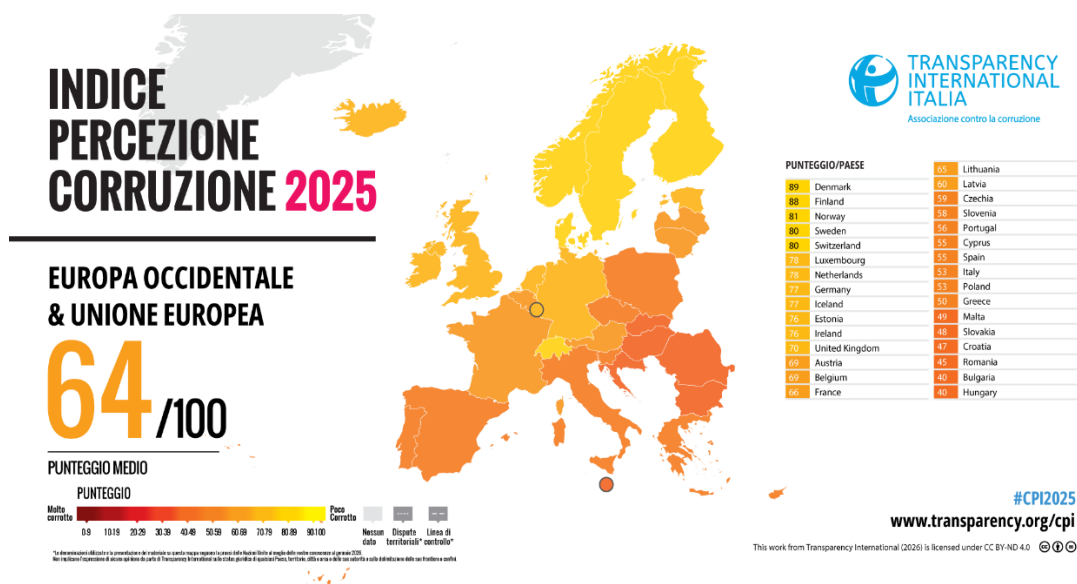 INDICE
PERCEZIONE
CORRUZIONE 2025
EUROPA OCCIDENTALE
& UNIONE EUROPEA
64/100
PUNTEGGIO MEDIO
PUNTEGGIO
Molto corrotto
Poco Corrotto
0-9 10-19 20-29 30-39 40-49 50-59 60-69 70-79 80-89 90-100
Nessun dato
Dispute territoriali*
Linea di controllo*
TRANSPARENCY
INTERNATIONAL
ITALIA
Associazione contro la corruzione
PUNTEGGIO/PAESE
89 Denmark
88 Finland
81 Norway
80 Sweden
80 Switzerland
78 Luxembourg
78 Netherlands
77 Germany
77 Iceland
76 Estonia
76 Ireland
70 United Kingdom
69 Austria
69 Belgium
66 France
65 Lithuania
60 Latvia
59 Czechia
58 Slovenia
56 Portugal
55 Cyprus
55 Spain
53 Italy
53 Poland
50 Greece
49 Malta
48 Slovakia
47 Croatia
45 Romania
40 Bulgaria
40 Hungary
#CPI2025
www.transparency.org/cpi
This work from Transparency International (2026) is licensed under CC BY-ND 4.0